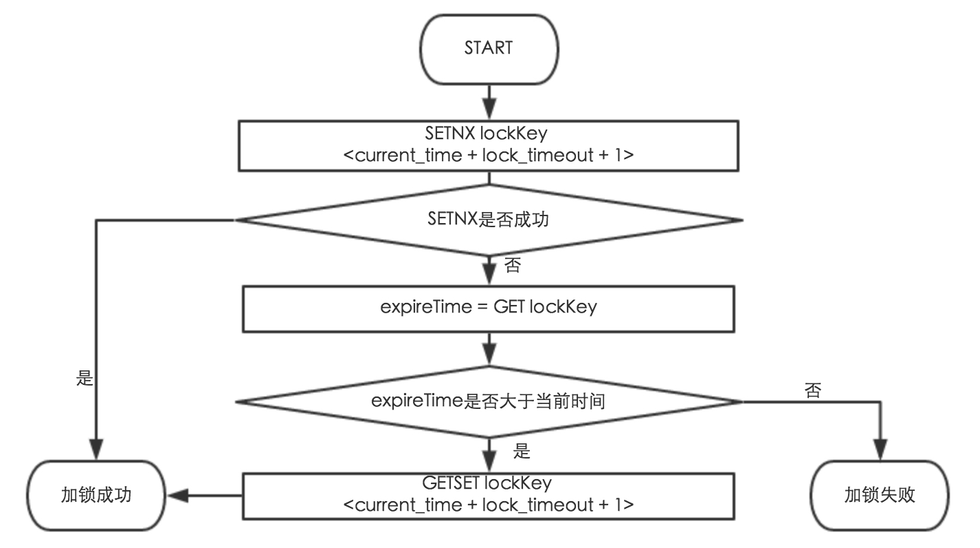 START
SETNX lockKey
<current_time + lock_timeout + 1>
SETNX是否成功
否
expireTime = GET lockKey
是
expireTime是否大于当前时间
否
是
加锁成功
GETSET lockKey
<current_time + lock_timeout + 1>
加锁失败